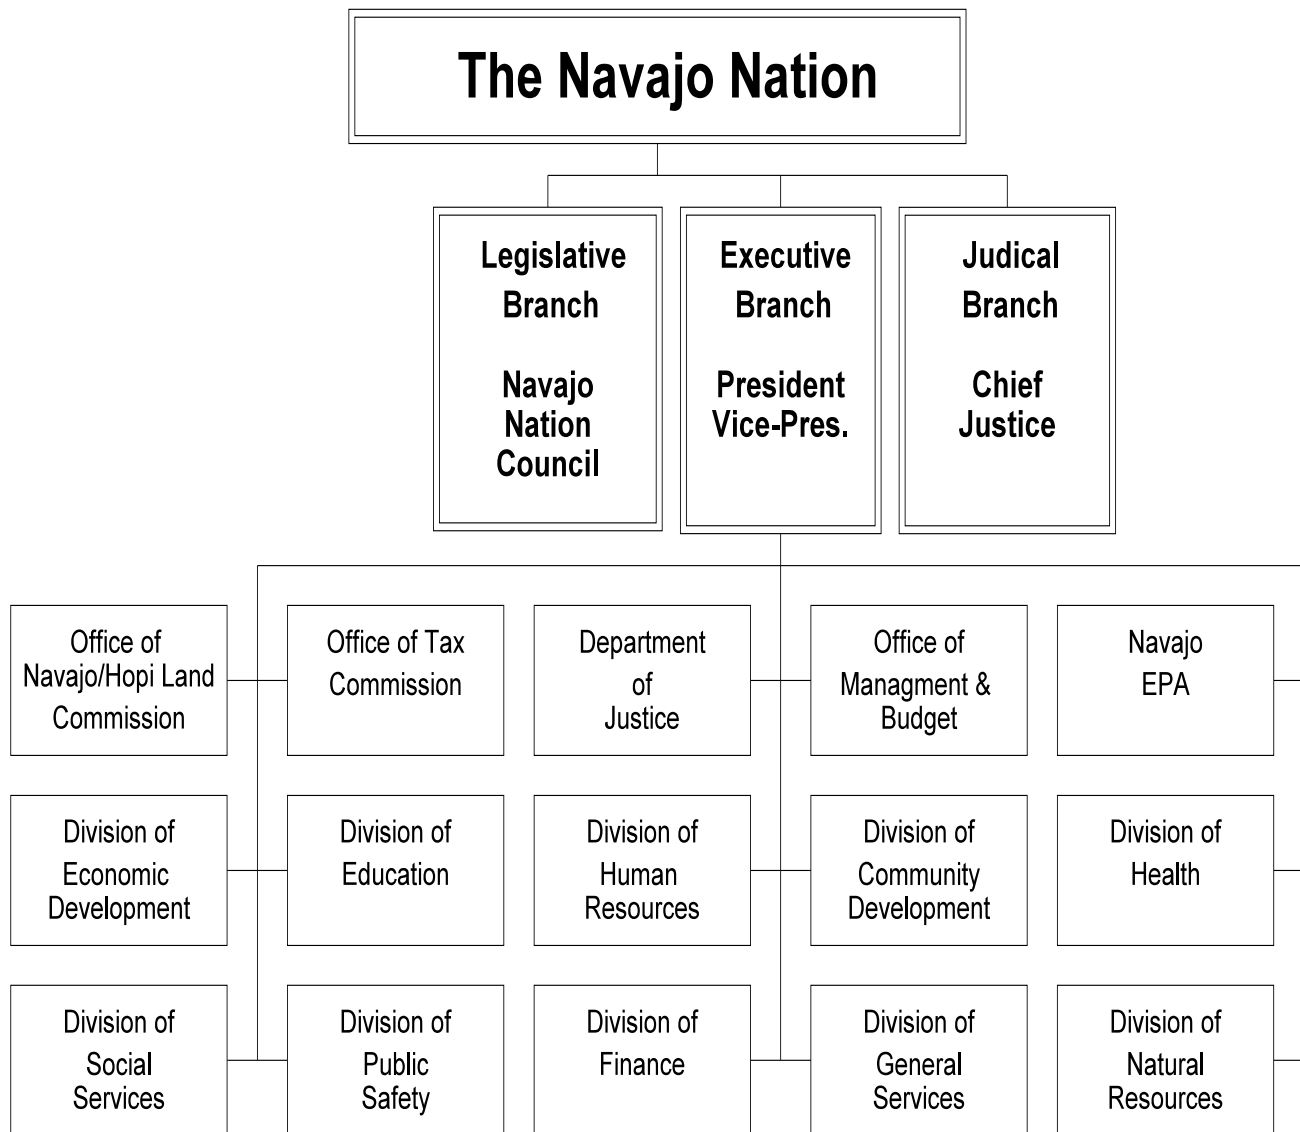 The Navajo Nation
Legislative
Branch
Navajo
Nation
Council
Executive
Branch
President
Vice-Pres.
Judical
Branch
Chief
Justice
Office of
Navajo/Hopi Land
Commission
Office of Tax
Commission
Department
of
Justice
Office of
Managment &
Budget
Navajo
EPA
Division of
Economic
Development
Division of
Education
Division of
Human
Resources
Division of
Community
Development
Division of
Health
Division of
Social
Services
Division of
Public
Safety
Division of
Finance
Division of
General
Services
Division of
Natural
Resources